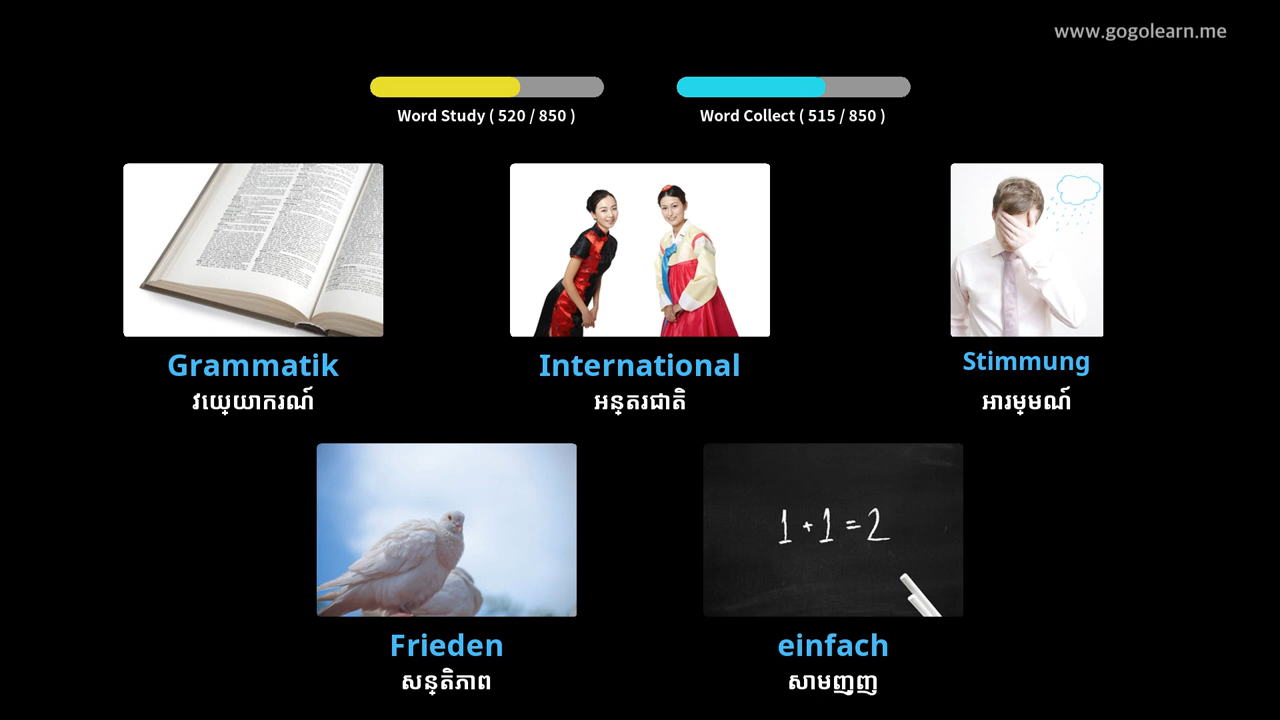 www.gogolearn.me
Word Study ( 520 / 850 )
Word Collect ( 515 / 850 )
Grammatik
វេយ្យាករណ៍
International
អន្តរជាតិ
Stimmung
អារម្មណ៍
1 + 1 = 2
Frieden
សន្តិភាព
einfach
សាមញ្ញ